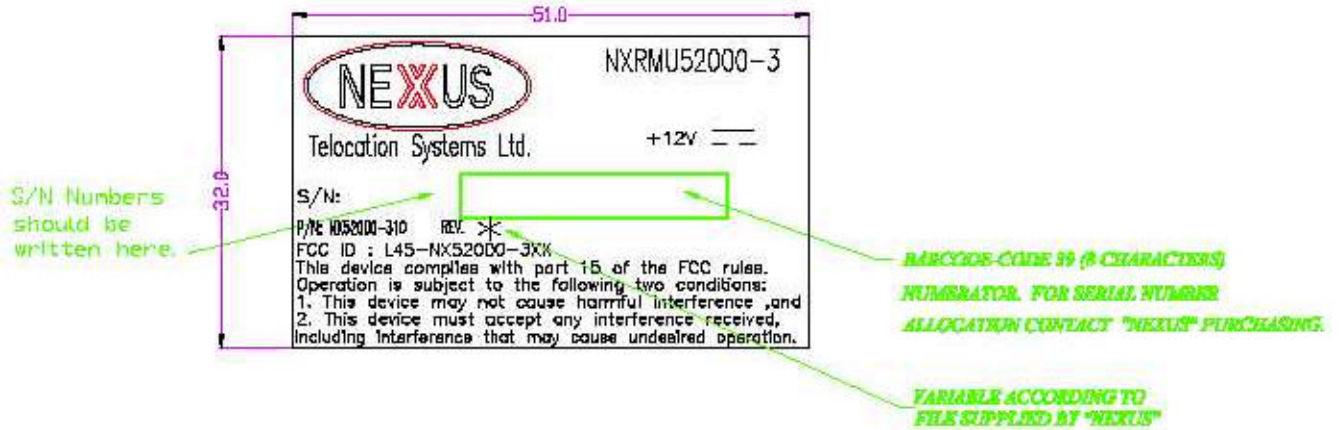 51.0
NEXXUS
NXRMU52000-3
Telocation Systems Ltd.
+12V
32.0
S/N Numbers
should be
written here.
S/N:
P/N: NX52000-310 REV. *
FCC ID : L45-NX52000-3XX
This device complies with part 15 of the FCC rules.
Operation is subject to the following two conditions:
1. This device may not cause harmful interference ,and
2. This device must accept any interference received,
including interference that may cause undesired operation.
BARCODE-CODE 39 (8 CHARACTERS)
NUMERATOR. FOR SERIAL NUMBER
ALLOCATION CONTACT "NEXUS" PURCHASING.
VARIABLE ACCORDING TO
FILE SUPPLIED BY "NEXUS"